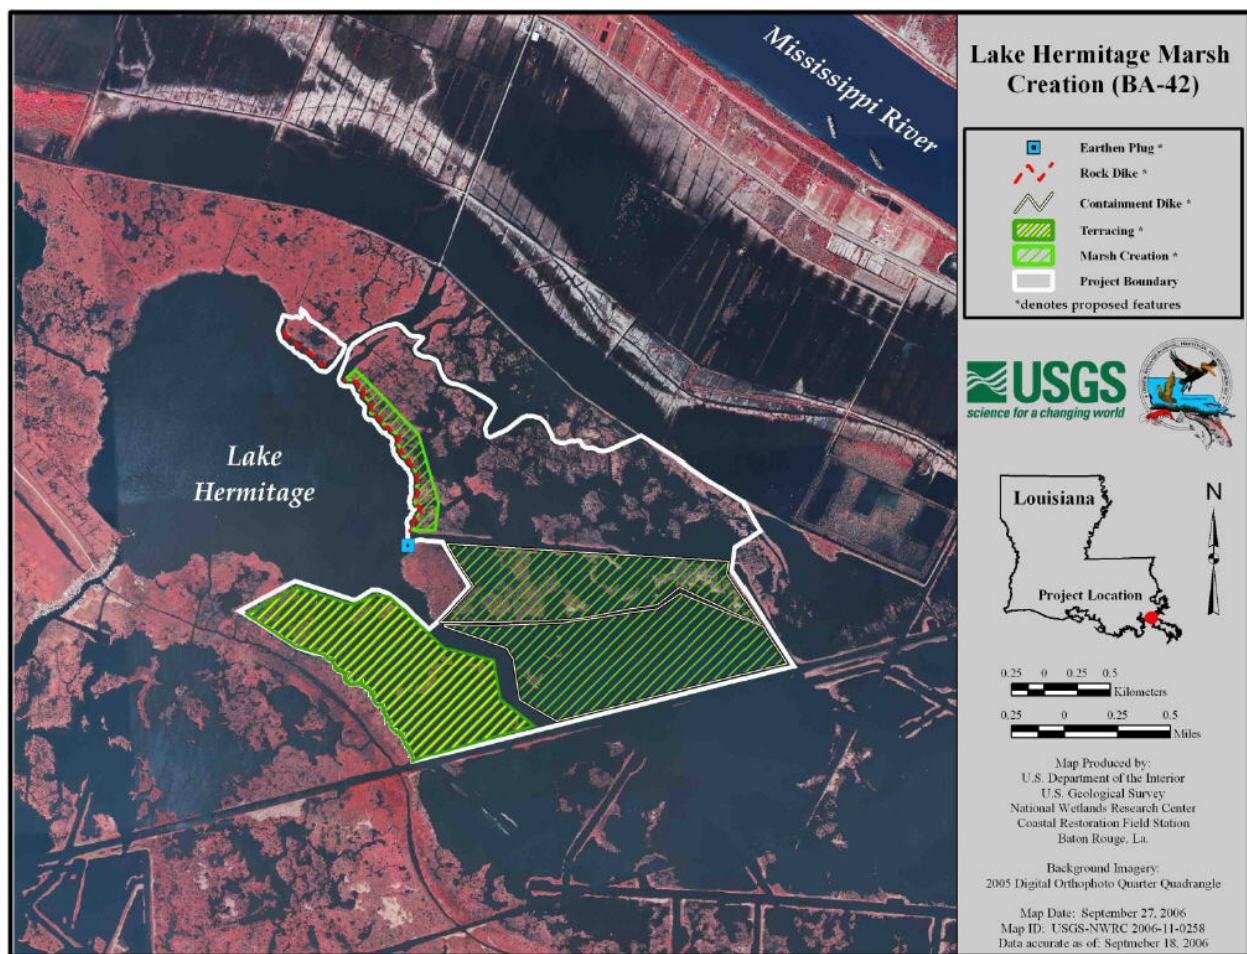 Mississippi River
Lake
Hermitage
Lake Hermitage Marsh
Creation (BA-42)
Earthen Plug *
Rock Dike *
Containment Dike *
Terracing *
Marsh Creation *
Project Boundary
*denotes proposed features
USGS
science for a changing world
Louisiana
N
Project Location
0.25 0 0.25 0.5
Kilometers
0.25 0 0.25 0.5
Miles
Map Produced by:
U.S. Department of the Interior
U.S. Geological Survey
National Wetlands Research Center
Coastal Restoration Field Station
Baton Rouge, La.
Background Imagery:
2005 Digital Orthophoto Quarter Quadrangle
Map Date: September 27, 2006
Map ID: USGS-NWRC 2006-11-0258
Data accurate as of: Septmeber 18, 2006